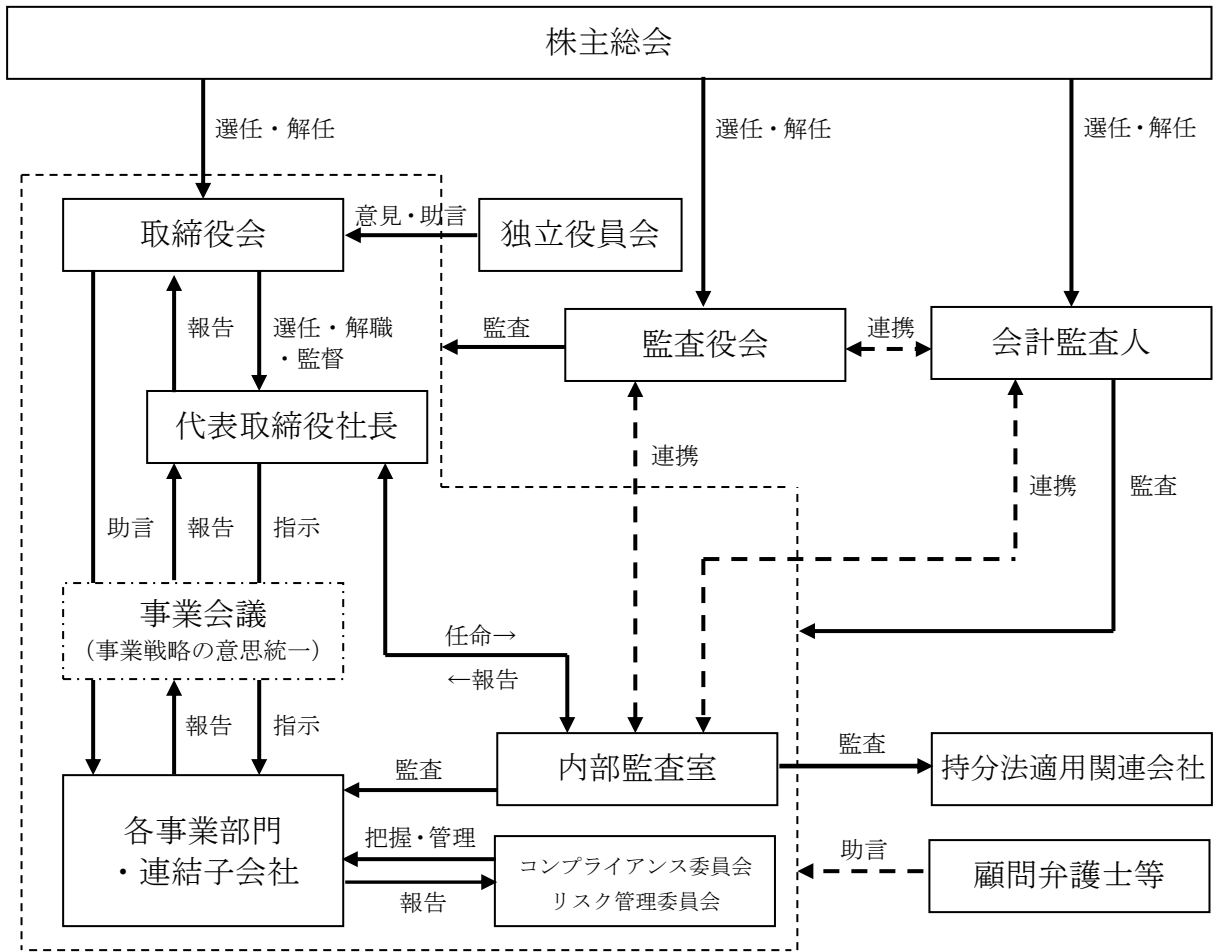 株主総会
選任・解任
選任・解任
選任・解任
取締役会
意見・助言
独立役員会
報告
選任・解職
・監督
監査
監査役会
連携
会計監査人
代表取締役社長
連携
連携
監査
助言
報告
指示
事業会議
（事業戦略の意思統一）
任命→
←報告
報告
指示
内部監査室
監査
監査
持分法適用関連会社
各事業部門
・連結子会社
把握・管理
報告
コンプライアンス委員会
リスク管理委員会
助言
顧問弁護士等